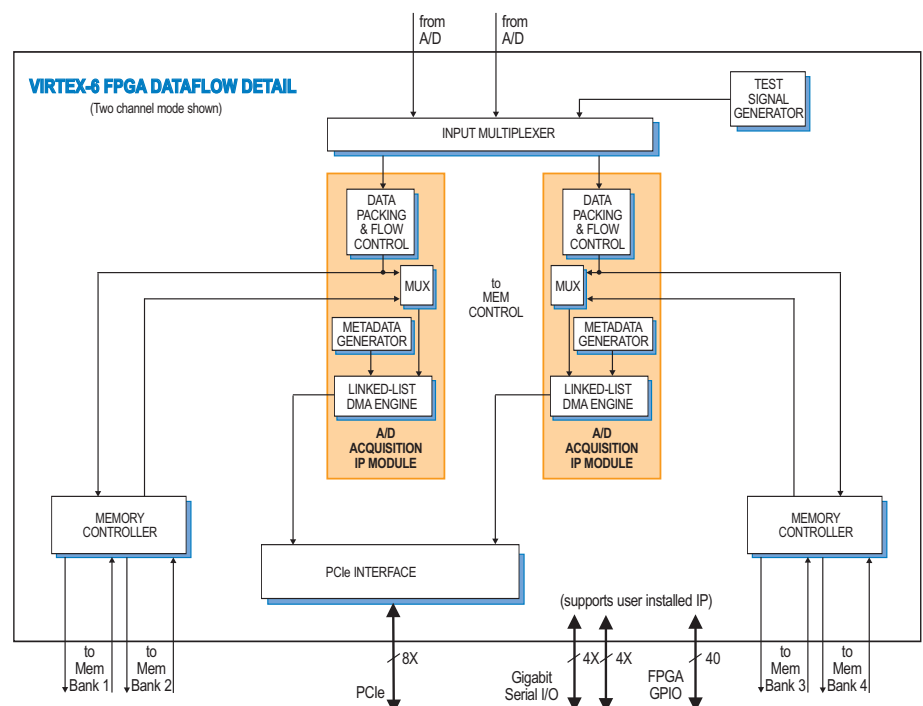 from
A/D
from
A/D
VIRTEX-6 FPGA DATAFLOW DETAIL
(Two channel mode shown)
TEST
SIGNAL
GENERATOR
INPUT MULTIPLEXER
DATA
PACKING
& FLOW
CONTROL
DATA
PACKING
& FLOW
CONTROL
MUX
to
MEM
CONTROL
MUX
METADATA
GENERATOR
METADATA
GENERATOR
LINKED-LIST
DMA ENGINE
LINKED-LIST
DMA ENGINE
A/D
ACQUISITION
IP MODULE
A/D
ACQUISITION
IP MODULE
MEMORY
CONTROLLER
MEMORY
CONTROLLER
PCIe INTERFACE
(supports user installed IP)
to
Mem
Bank 1
to
Mem
Bank 2
8X
PCIe
4X
4X
Gigabit
Serial I/O
40
FPGA
GPIO
to
Mem
Bank 3
to
Mem
Bank 4